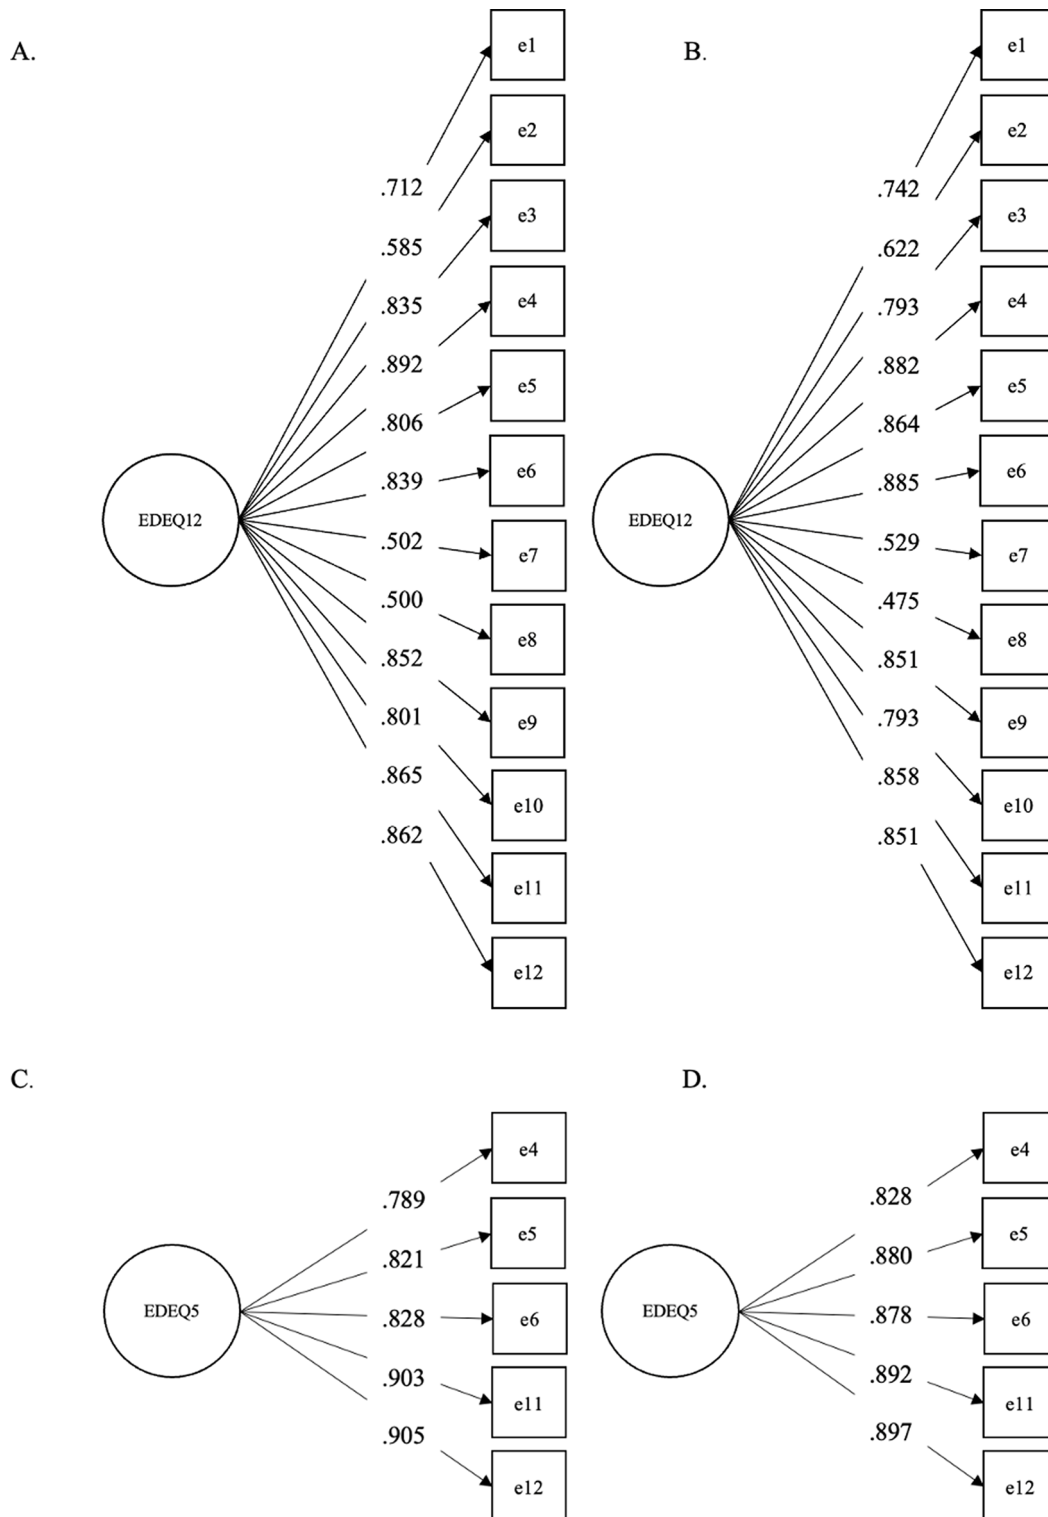 A.
e1
e2
.712
e3
.585
.835
e4
.892
e5
.806
e6
.839
EDEQ12
.502
e7
.500
e8
.852
e9
.801
.865
e10
.862
e11
e12
B.
e1
e2
.742
e3
.622
.793
e4
.882
e5
.864
e6
.885
EDEQ12
.529
e7
.475
e8
.851
e9
.793
.858
e10
.851
e11
e12
C.
e4
.789
e5
.821
EDEQ5
.828
e6
.903
e11
.905
e12
D.
e4
.828
e5
.880
EDEQ5
.878
e6
.892
e11
.897
e12